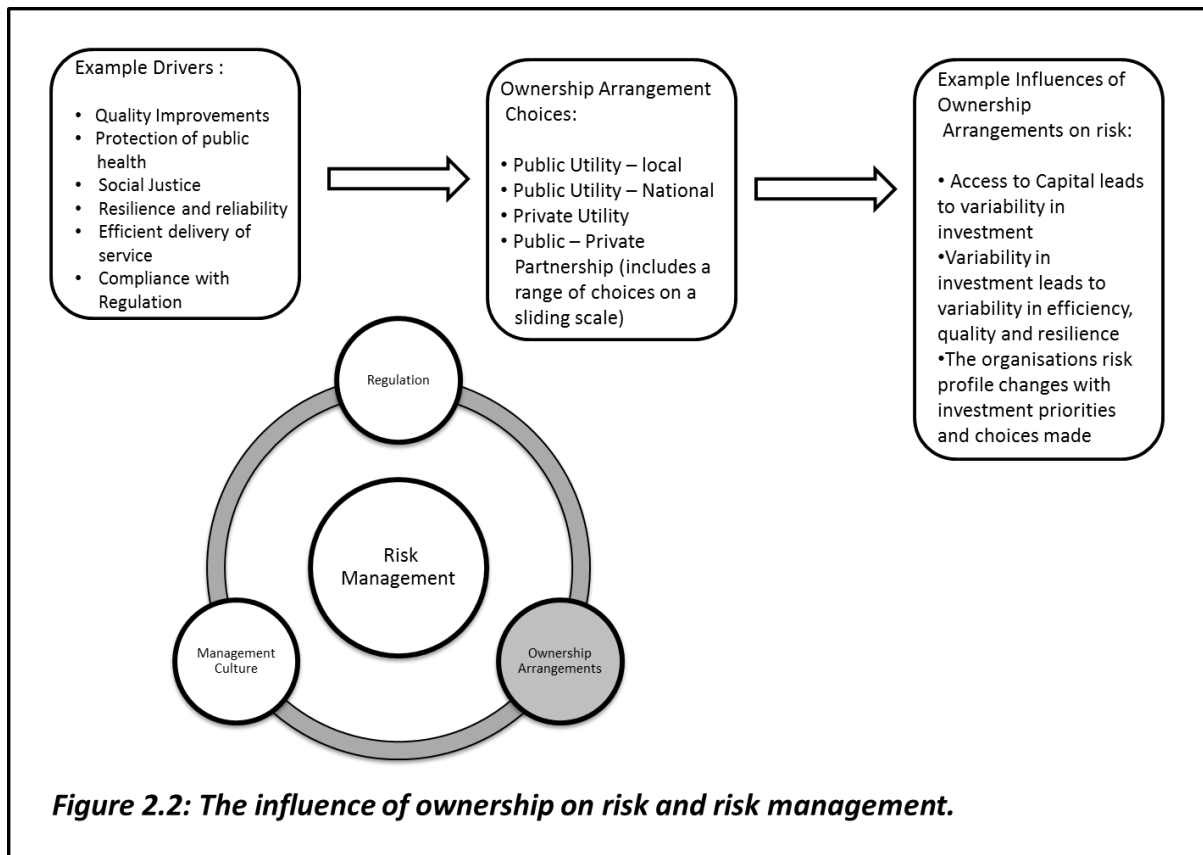 Example Drivers :
• Quality Improvements
• Protection of public
health
• Social Justice
• Resilience and reliability
• Efficient delivery of
service
• Compliance with
Regulation
Ownership Arrangement
Choices:
• Public Utility – local
• Public Utility – National
• Private Utility
• Public – Private
Partnership (includes a
range of choices on a
sliding scale)
Example Influences of
Ownership
Arrangements on risk:
• Access to Capital leads
to variability in
investment
•Variability in
investment leads to
variability in efficiency,
quality and resilience
•The organisations risk
profile changes with
investment priorities
and choices made
Regulation
Risk
Management
Management
Culture
Ownership
Arrangements
Figure 2.2: The influence of ownership on risk and risk management.